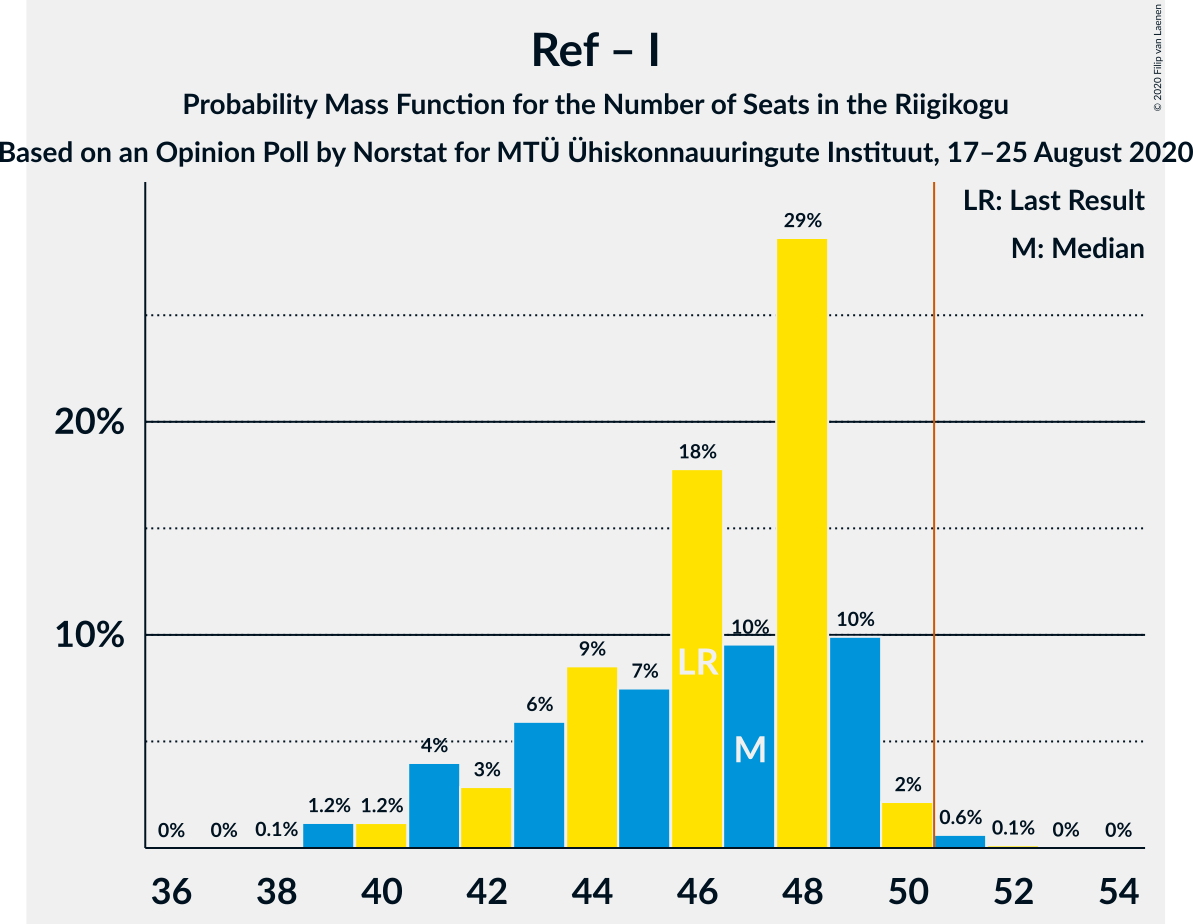 Ref – I
Probability Mass Function for the Number of Seats in the Riigikogu
Based on an Opinion Poll by Norstat for MTÜ Ühiskonnauuringute Instituut, 17–25 August 2020
© 2020 Filip van Laenen
LR: Last Result
M: Median
20%
10%
0%
0%
0.1%
1.2%
1.2%
4%
3%
6%
9%
7%
18%
10%
29%
10%
2%
0.6%
0.1%
0%
0%
LR
M
36 38 40 42 44 46 48 50 52 54